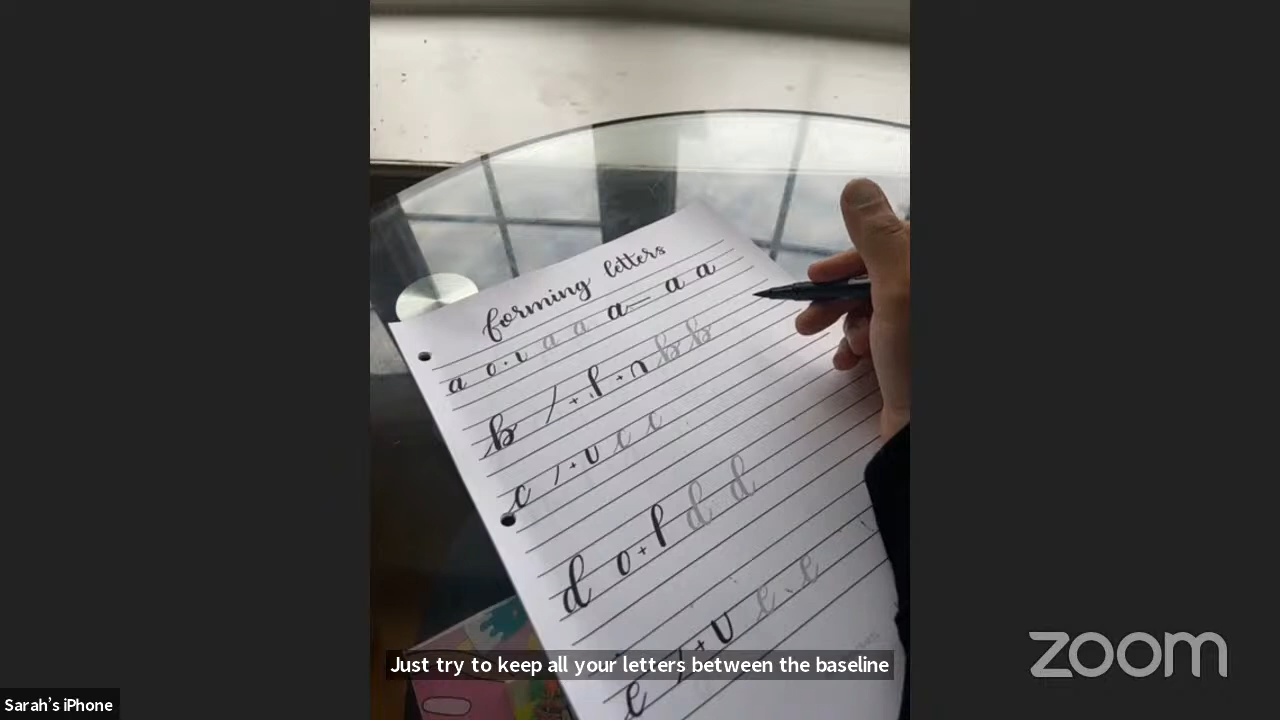 forming letters
a o + ι a a a — a a
b / + l + n b b
c / + υ c c
d o + l d d
e / + υ e e
Just try to keep all your letters between the baseline
zoom
Sarah's iPhone